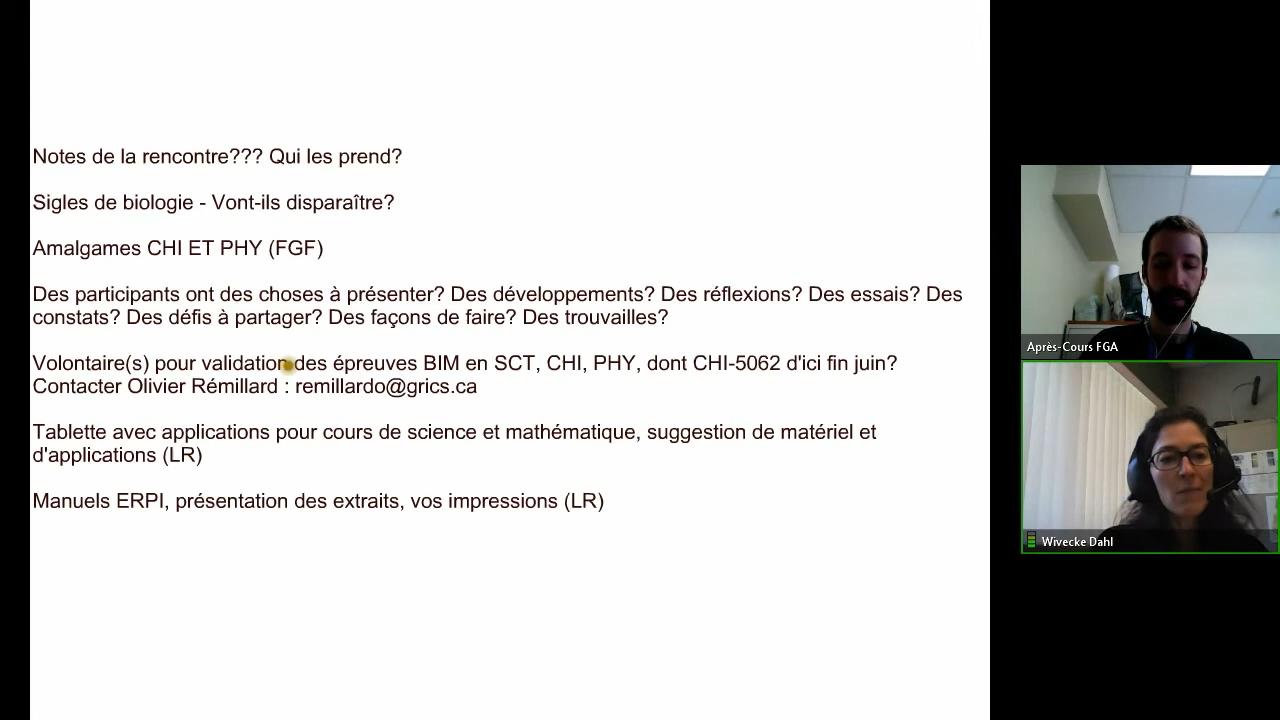 Notes de la rencontre??? Qui les prend?
Sigles de biologie - Vont-ils disparaître?
Amalgames CHI ET PHY (FGF)
Des participants ont des choses à présenter? Des développements? Des réflexions? Des essais? Des
constats? Des défis à partager? Des façons de faire? Des trouvailles?
Volontaire(s) pour validation des épreuves BIM en SCT, CHI, PHY, dont CHI-5062 d'ici fin juin?
Contacter Olivier Rémillard : remillardo@grics.ca
Tablette avec applications pour cours de science et mathématique, suggestion de matériel et
d'applications (LR)
Manuels ERPI, présentation des extraits, vos impressions (LR)
Après-Cours FGA
Wivecke Dahl